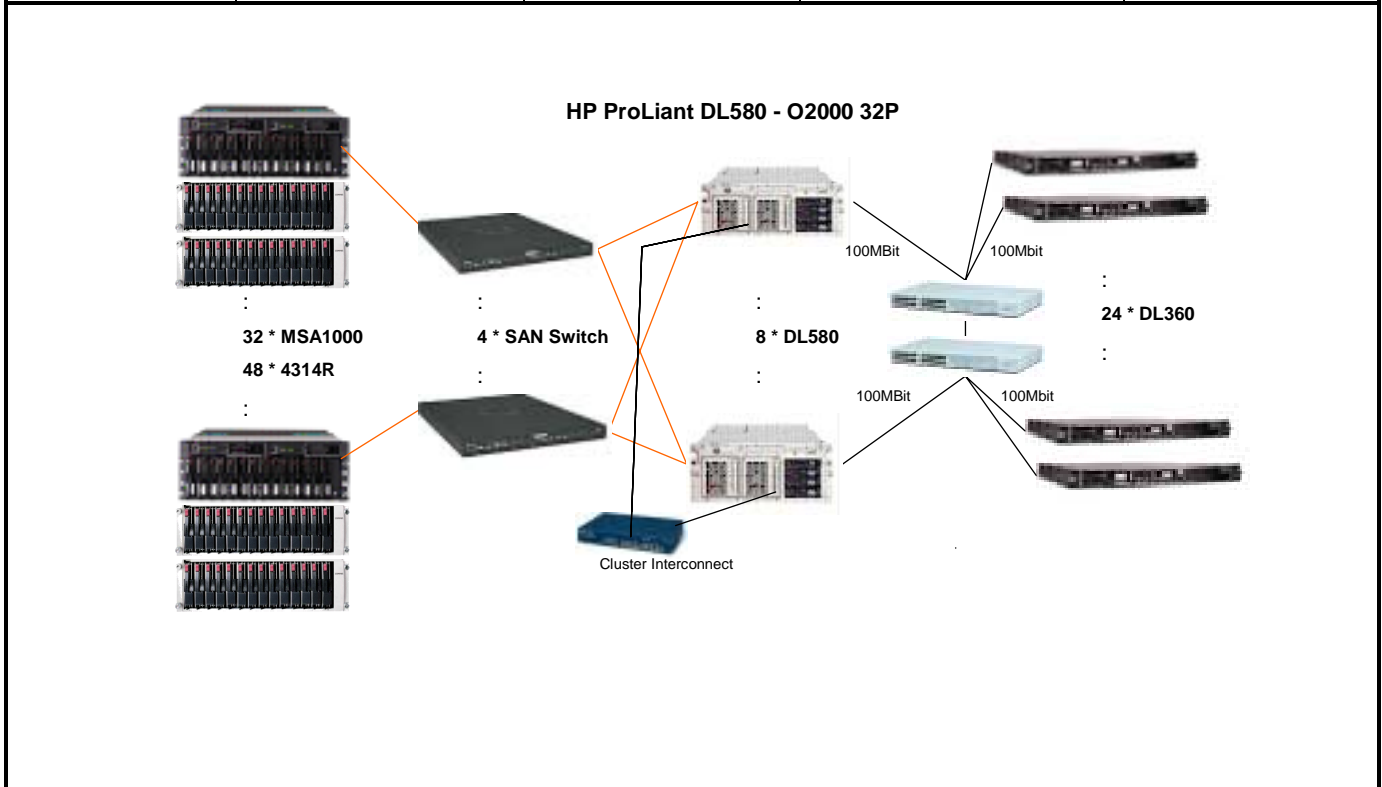 HP ProLiant DL580 - O2000 32P
100MBit
100Mbit
:
:
:
:
24 * DL360
32 * MSA1000
4 * SAN Switch
8 * DL580
:
48 * 4314R
:
:
:
100MBit
100Mbit
Cluster Interconnect